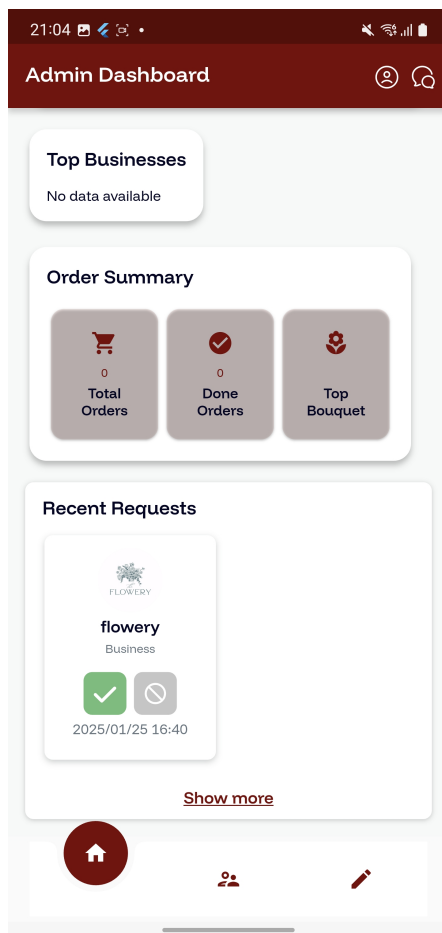 21:04
Admin Dashboard
Top Businesses
No data available
Order Summary
0
Total
Orders
0
Done
Orders
Top
Bouquet
Recent Requests
FLOWERY
flowery
Business
2025/01/25 16:40
Show more